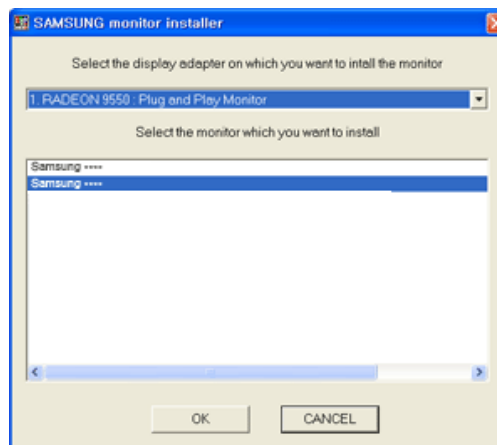 SAMSUNG monitor installer
Select the display adapter on which you want to intall the monitor
1. RADEON 9550 : Plug and Play Monitor
Select the monitor which you want to install
Samsung ----
Samsung ----
OK
CANCEL